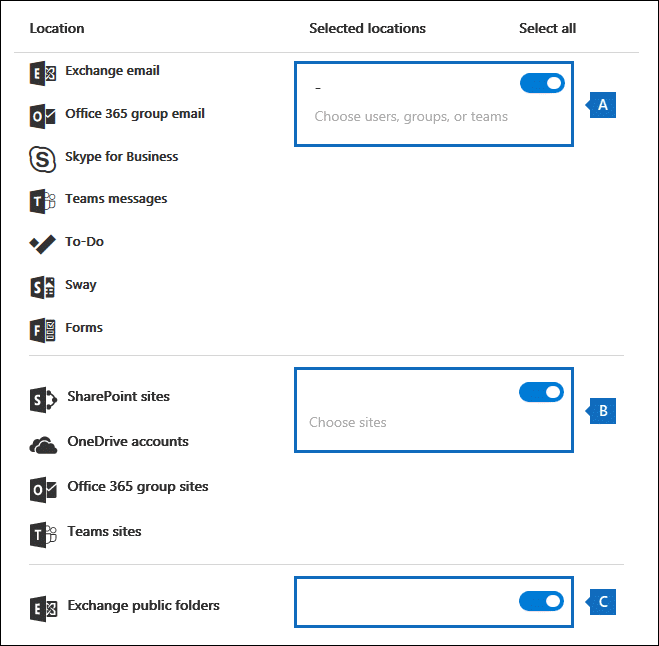 Location Selected locations Select all
Exchange email
-
A
Office 365 group email
Choose users, groups, or teams
Skype for Business
Teams messages
To-Do
Sway
Forms
SharePoint sites
B
Choose sites
OneDrive accounts
Office 365 group sites
Teams sites
Exchange public folders
C